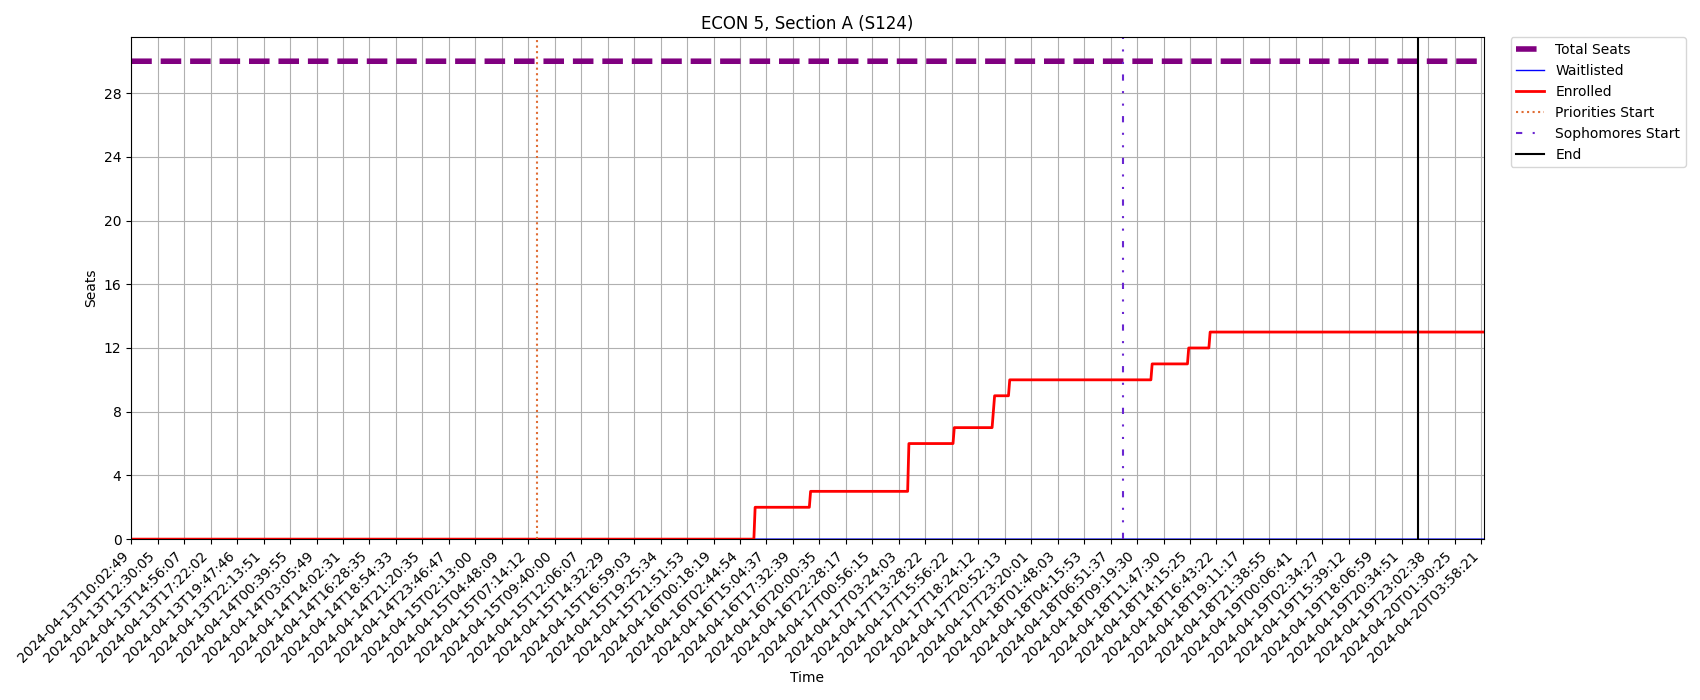 ECON 5, Section A (S124)
Total Seats
Waitlisted
Enrolled
Priorities Start
Sophomores Start
End
Seats
28
24
20
16
12
8
4
0
2024-04-13T10:02:49
2024-04-13T12:30:05
2024-04-13T14:56:07
2024-04-13T17:22:02
2024-04-13T19:47:46
2024-04-13T22:13:51
2024-04-14T00:39:55
2024-04-14T03:05:49
2024-04-14T14:02:31
2024-04-14T16:28:35
2024-04-14T18:54:33
2024-04-14T21:20:35
2024-04-14T23:46:47
2024-04-15T02:13:00
2024-04-15T04:48:09
2024-04-15T07:14:12
2024-04-15T09:40:00
2024-04-15T12:06:07
2024-04-15T14:32:29
2024-04-15T16:59:03
2024-04-15T19:25:34
2024-04-15T21:51:53
2024-04-16T00:18:19
2024-04-16T02:44:54
2024-04-16T15:04:37
2024-04-16T17:32:39
2024-04-16T20:00:35
2024-04-16T22:28:17
2024-04-17T00:56:15
2024-04-17T03:24:03
2024-04-17T13:28:22
2024-04-17T15:56:22
2024-04-17T18:24:12
2024-04-17T20:52:13
2024-04-17T23:20:01
2024-04-18T01:48:03
2024-04-18T04:15:53
2024-04-18T06:51:37
2024-04-18T09:19:30
2024-04-18T11:47:30
2024-04-18T14:15:25
2024-04-18T16:43:22
2024-04-18T19:11:17
2024-04-18T21:38:55
2024-04-19T00:06:41
2024-04-19T02:34:27
2024-04-19T15:39:12
2024-04-19T18:06:59
2024-04-19T20:34:51
2024-04-19T23:02:38
2024-04-20T01:30:25
2024-04-20T03:58:21
Time